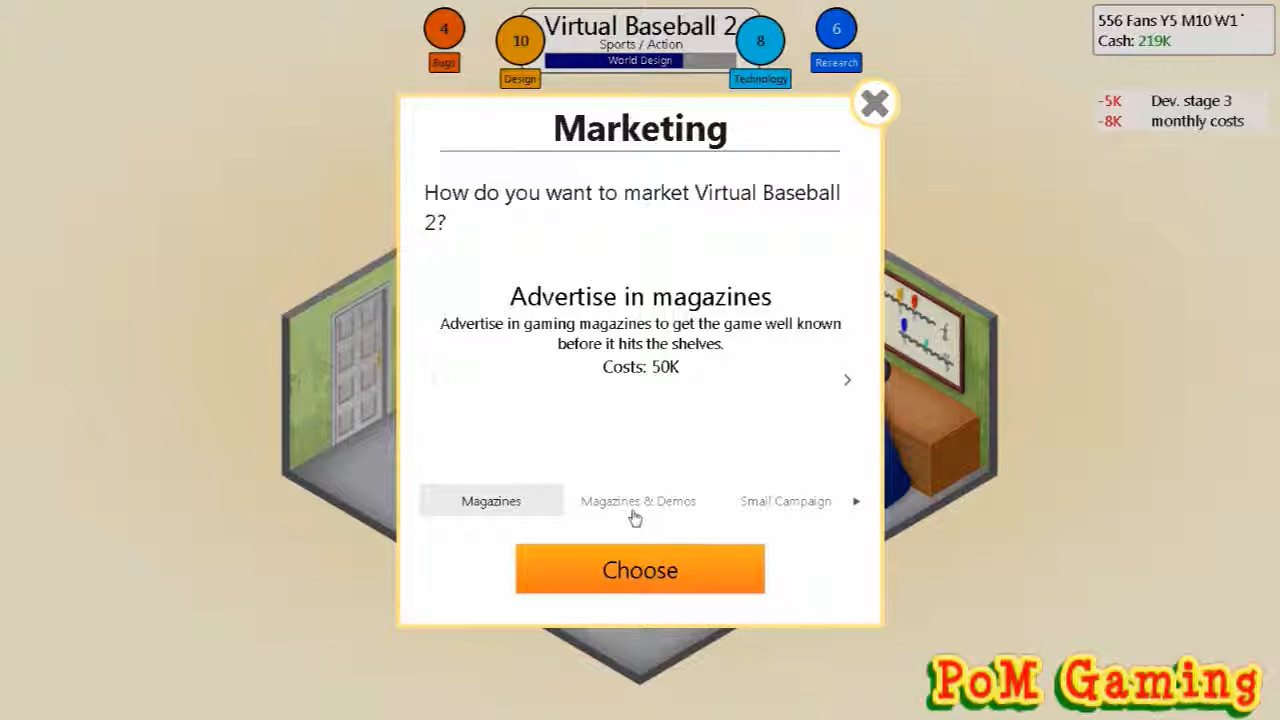 4
Bugs
10
Design
Virtual Baseball 2
Sports / Action
World Design
8
Technology
6
Research
556 Fans Y5 M10 W1
Cash: 219K
-5K Dev. stage 3
-8K monthly costs
Marketing
How do you want to market Virtual Baseball
2?
Advertise in magazines
Advertise in gaming magazines to get the game well known
before it hits the shelves.
Costs: 50K
Magazines
Magazines & Demos
Small Campaign
Choose
PoM Gaming